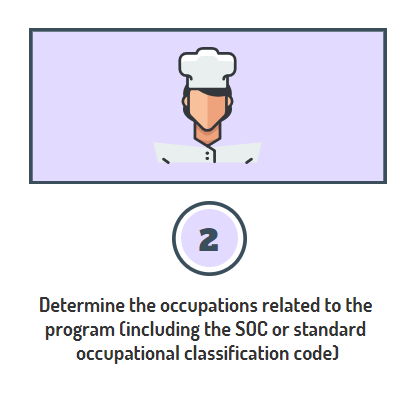 2
Determine the occupations related to the
program (including the SOC or standard
occupational classification code)